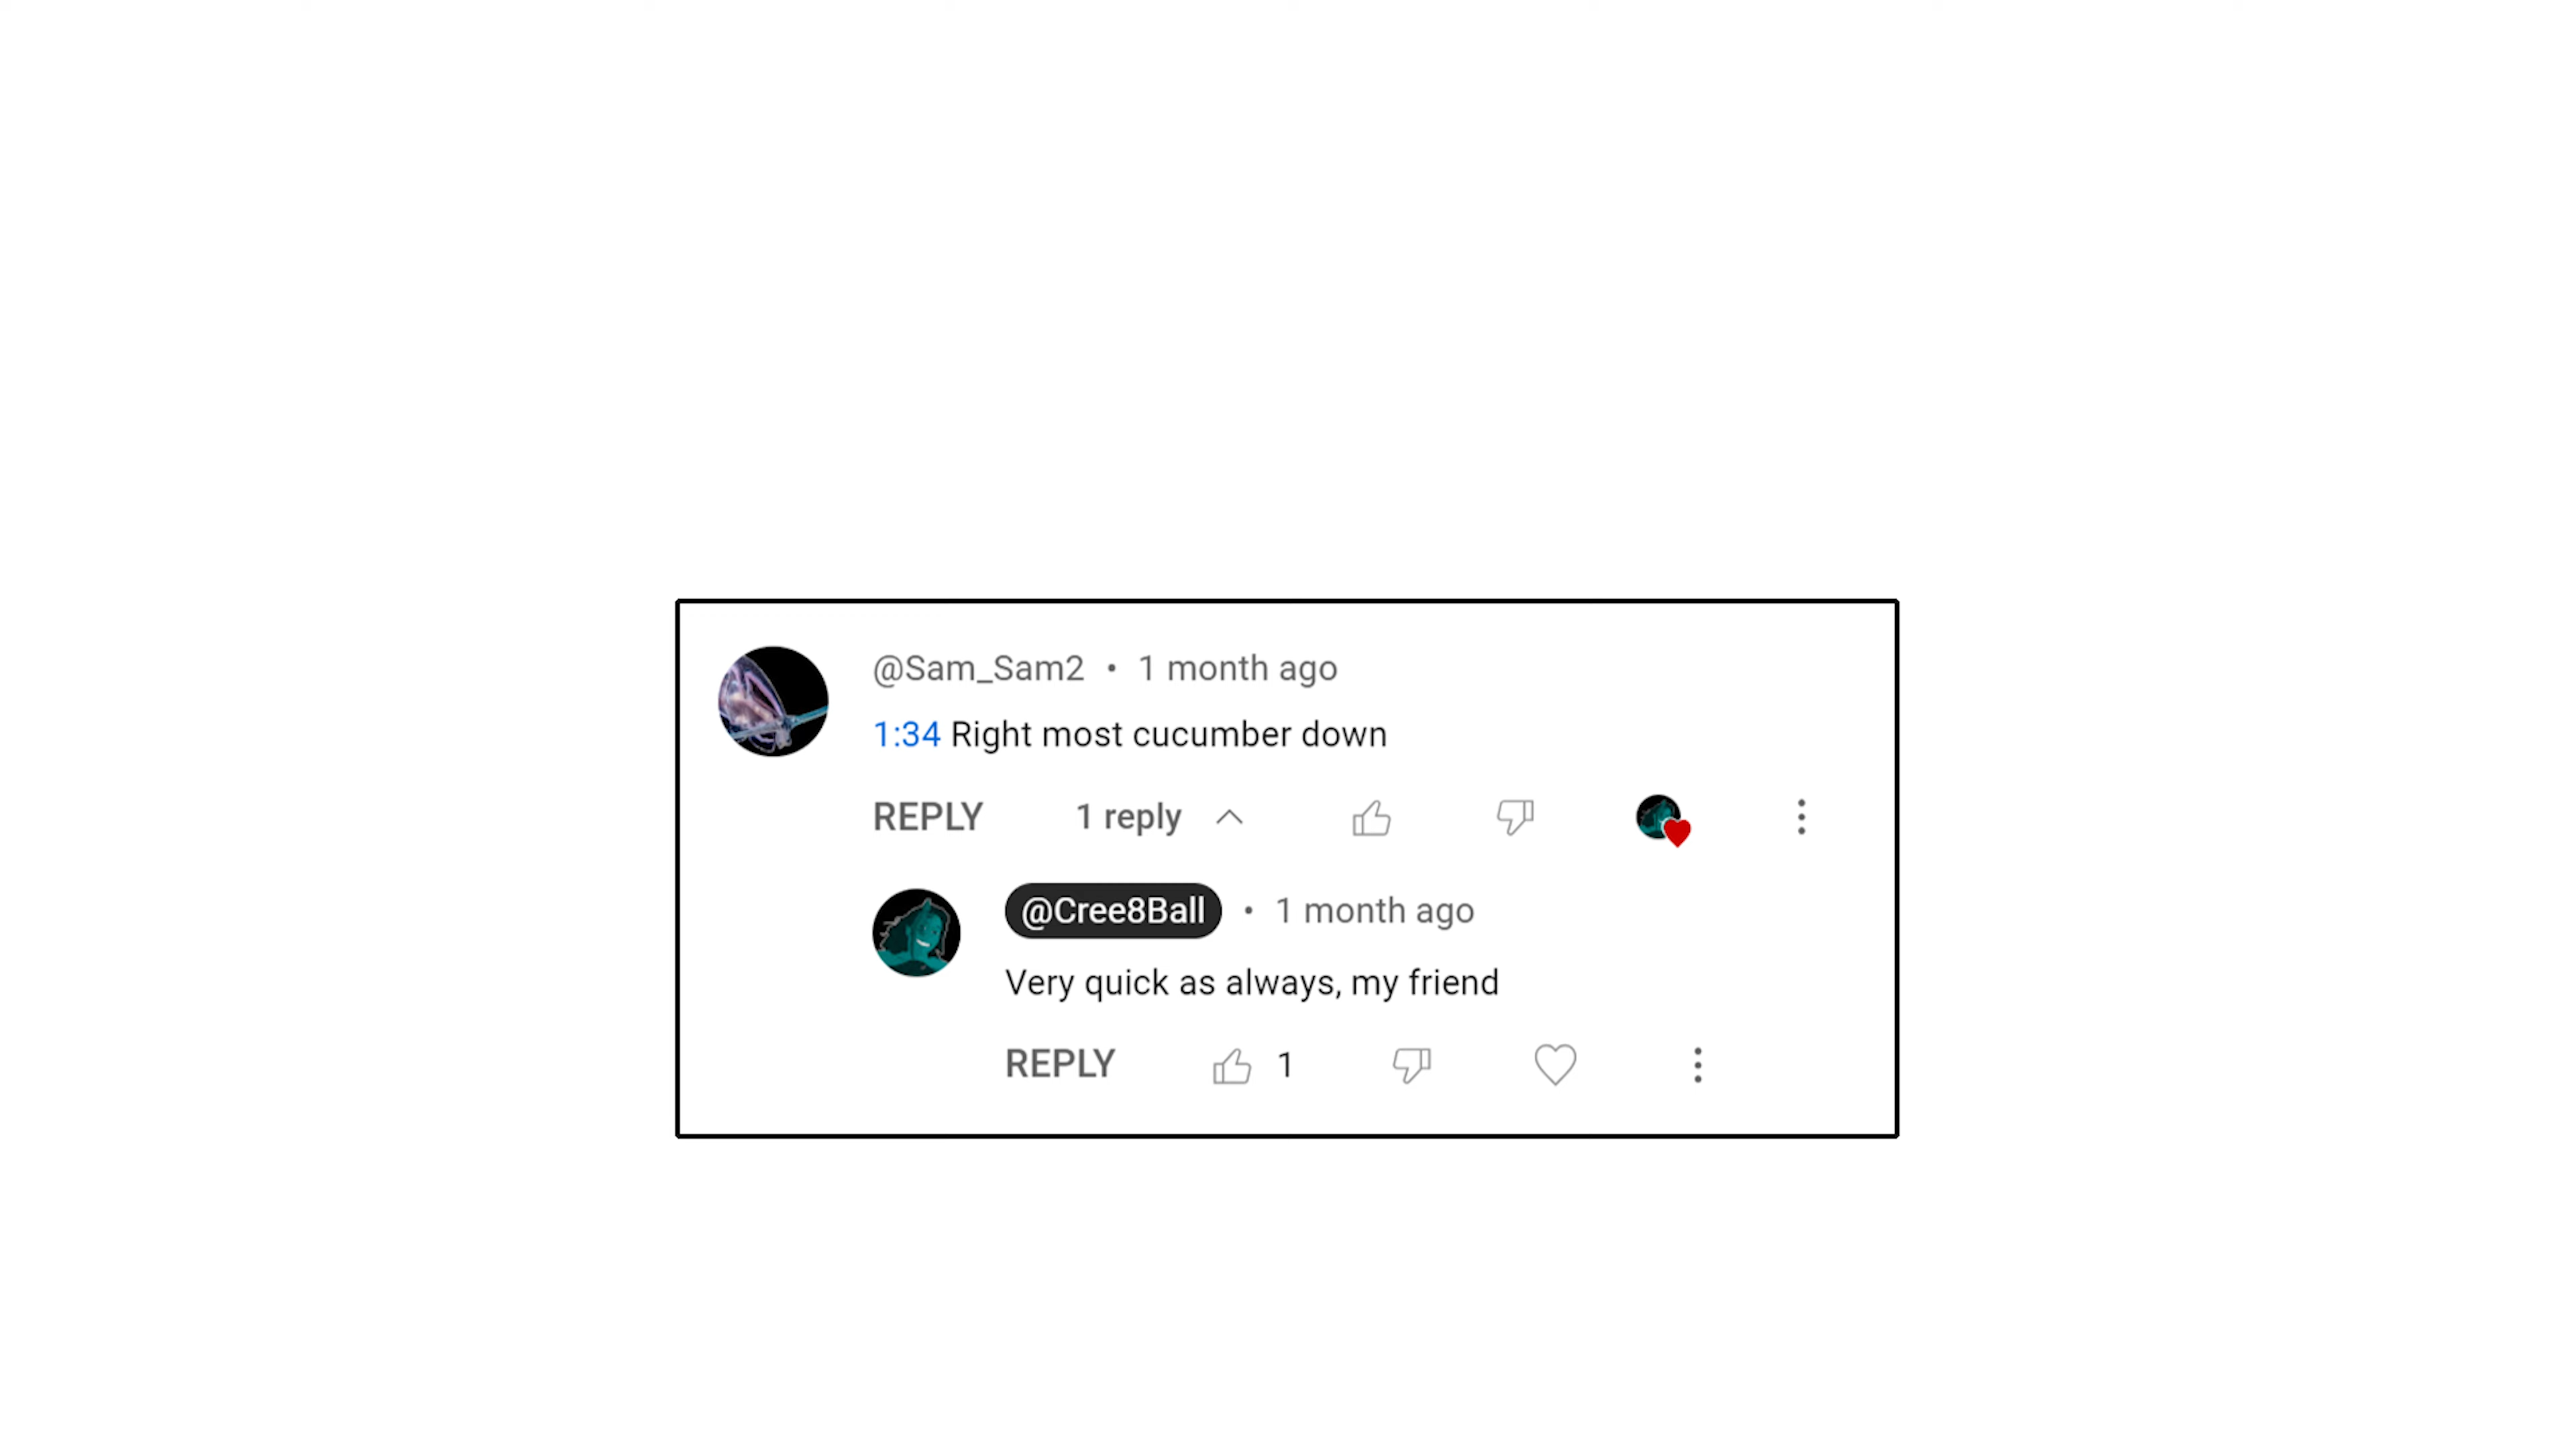 @Sam_Sam2 • 1 month ago
1:34 Right most cucumber down
REPLY 1 reply
@Cree8Ball • 1 month ago
Very quick as always, my friend
REPLY 1